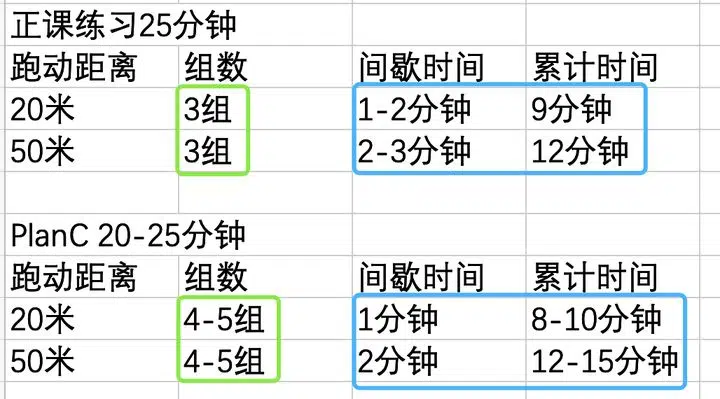 正课练习25分钟
跑动距离 组数 间歇时间 累计时间
20米 3组 1-2分钟 9分钟
50米 3组 2-3分钟 12分钟
PlanC 20-25分钟
跑动距离 组数 间歇时间 累计时间
20米 4-5组 1分钟 8-10分钟
50米 4-5组 2分钟 12-15分钟